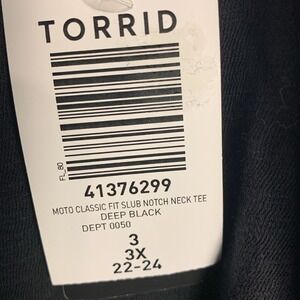 TORRID
FL_80
41376299
MOTO CLASSIC FIT SLUB NOTCH NECK TEE
DEEP BLACK
DEPT 0050
3
3X
22-24